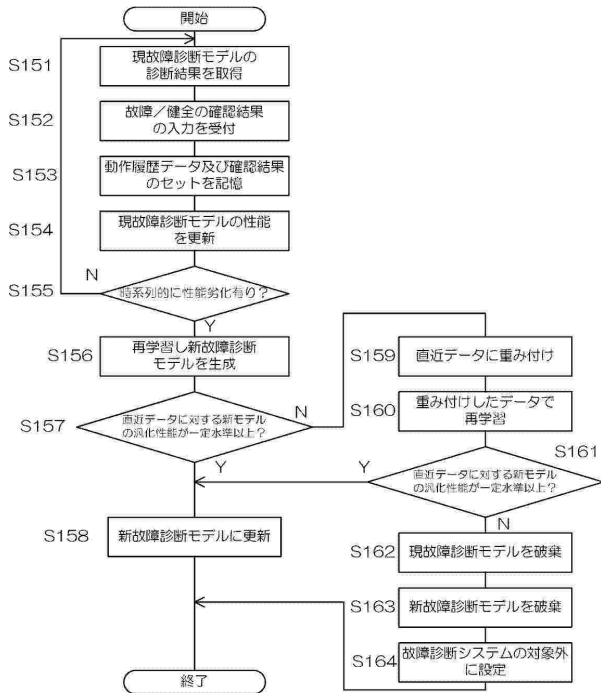 開始
S151
現故障診断モデルの
診断結果を取得
S152
故障／健全の確認結果
の入力を受付
S153
動作履歴データ及び確認結果
のセットを記憶
S154
現故障診断モデルの性能
を更新
S155
時系列的に性能劣化有り？
N
Y
S156
再学習し新故障診断
モデルを生成
S157
直近データに対する新モデル
の汎化性能が一定水準以上？
N
Y
S158
新故障診断モデルに更新
S159
直近データに重み付け
S160
重み付けしたデータで
再学習
S161
直近データに対する新モデル
の汎化性能が一定水準以上？
Y
N
S162
現故障診断モデルを破棄
S163
新故障診断モデルを破棄
S164
故障診断システムの対象外
に設定
終了